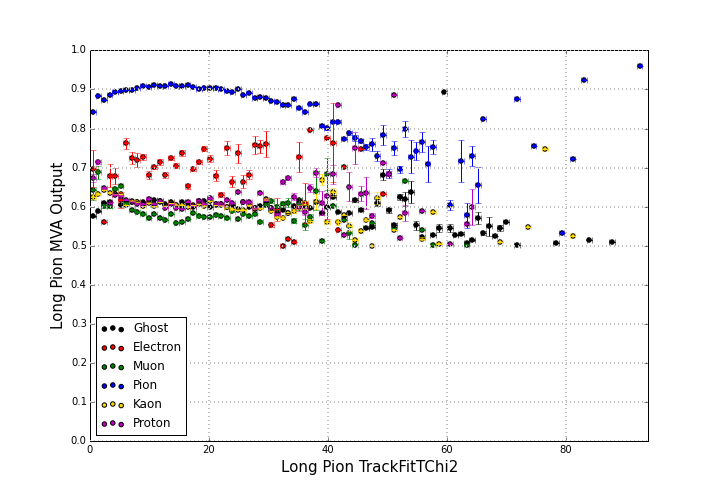 1.0
0.9
0.8
0.7
0.6
0.5
0.4
0.3
0.2
0.1
0.0
Long Pion MVA Output
Ghost
Electron
Muon
Pion
Kaon
Proton
0 20 40 60 80
Long Pion TrackFitTChi2